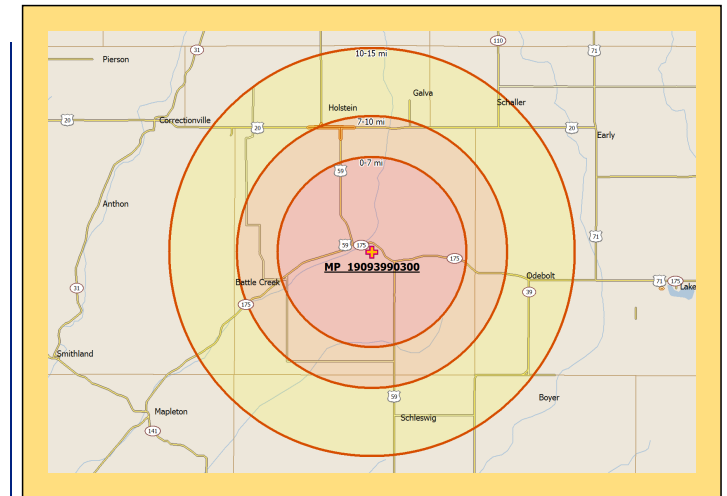 110
31
10-15 mi
71
Pierson
Galva
Schaller
Holstein
20
Correctionville
7-10 mi
20
20
Early
0-7 mi
59
Anthon
71
59
175
175
MP_19093990300
Odebolt
Battle Creek
71
175
31
39
Lake
175
Smithland
59
Boyer
Mapleton
Schleswig
141